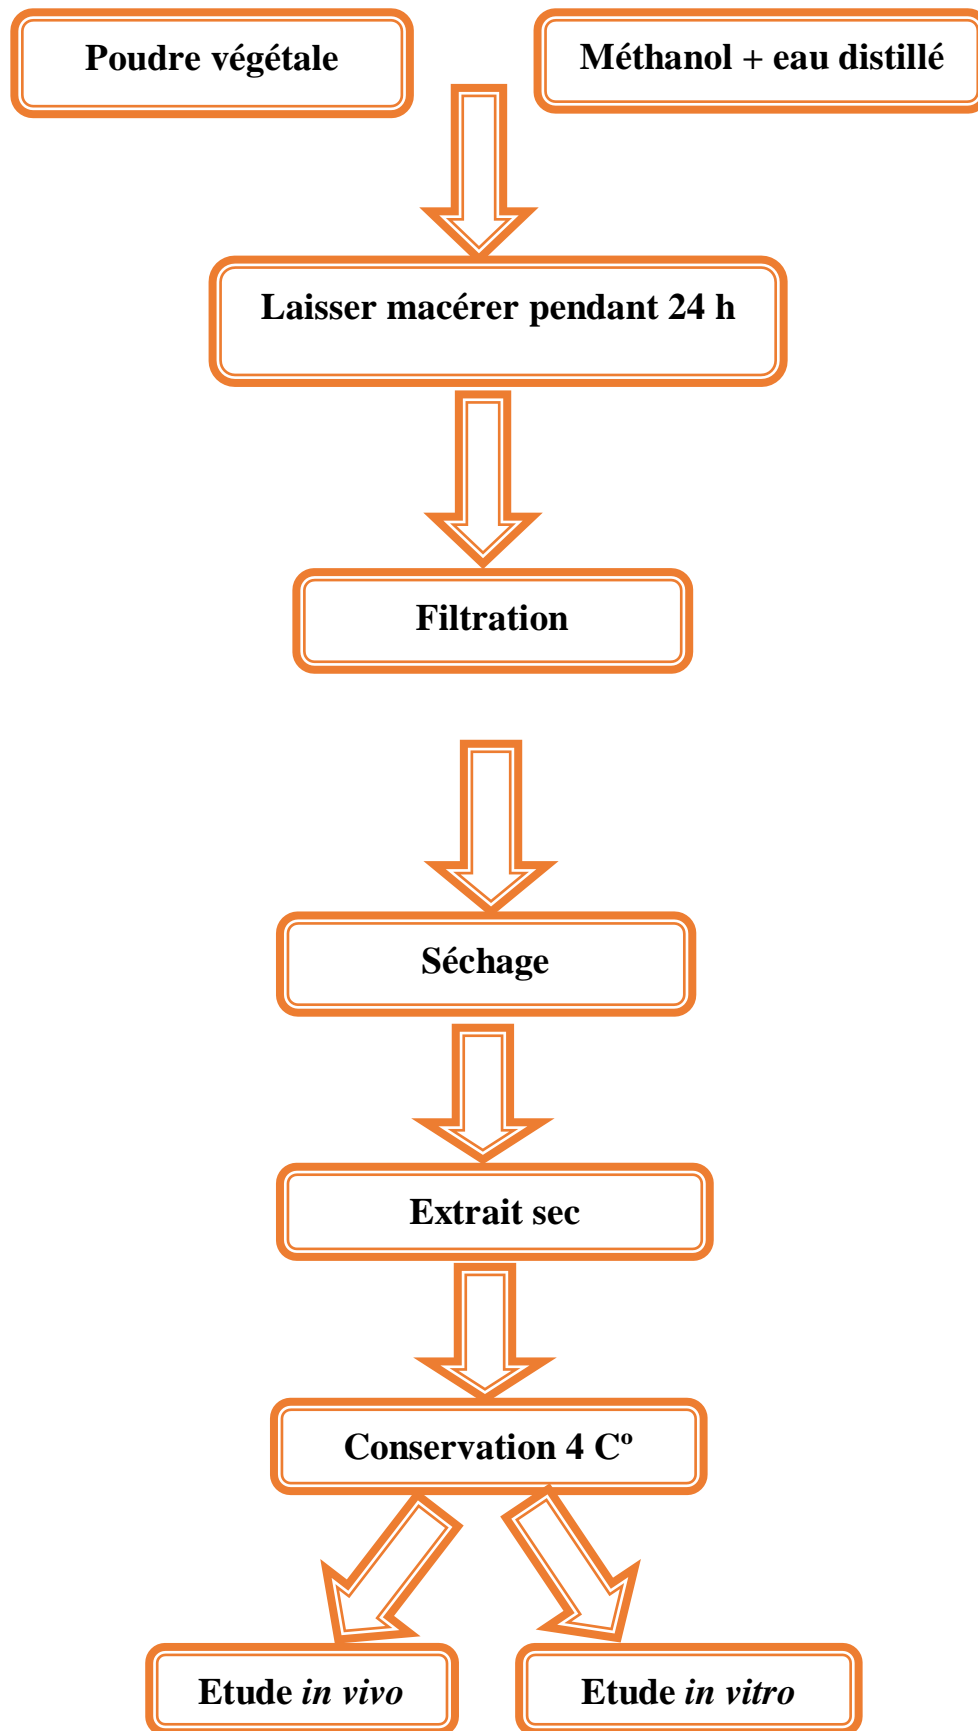 Poudre végétale
Méthanol + eau distillé
Laisser macérer pendant 24 h
Filtration
Séchage
Extrait sec
Conservation 4 Cº
Etude in vivo
Etude in vitro